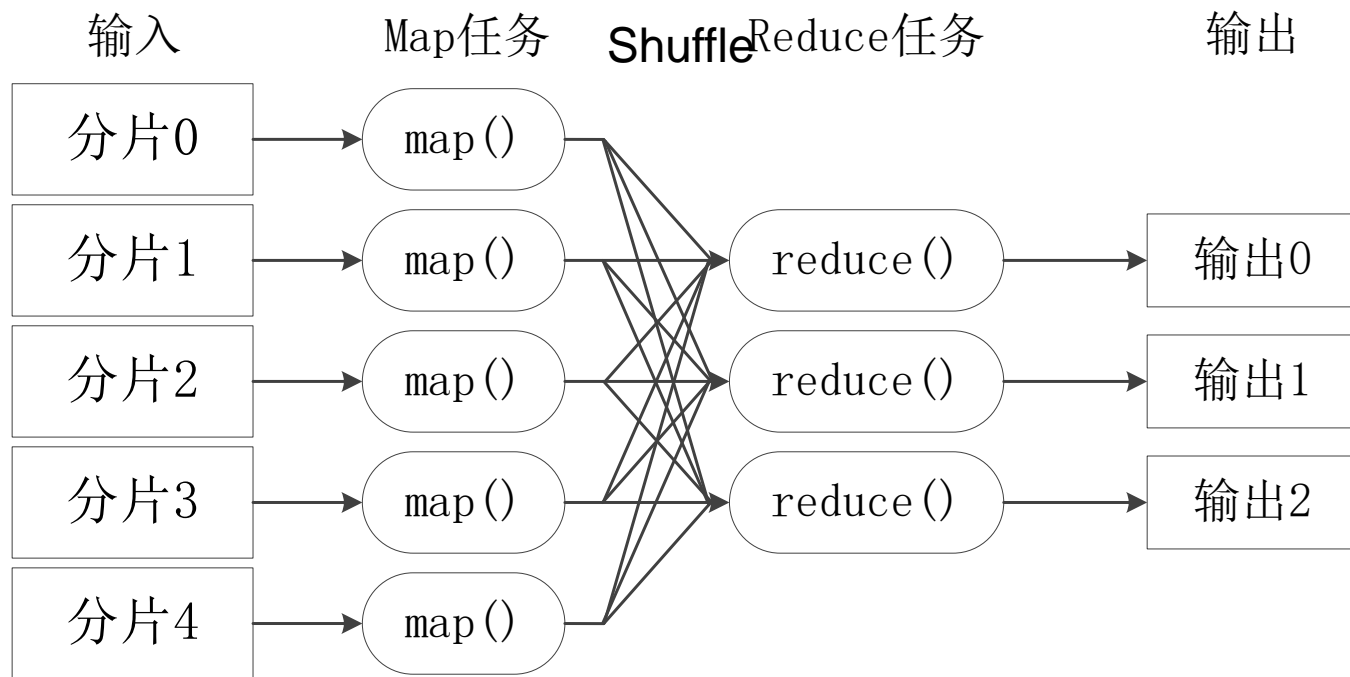 输入 Map任务 Shuffle Reduce任务 输出
分片0 map()
分片1 map() reduce() 输出0
分片2 map() reduce() 输出1
分片3 map() reduce() 输出2
分片4 map()